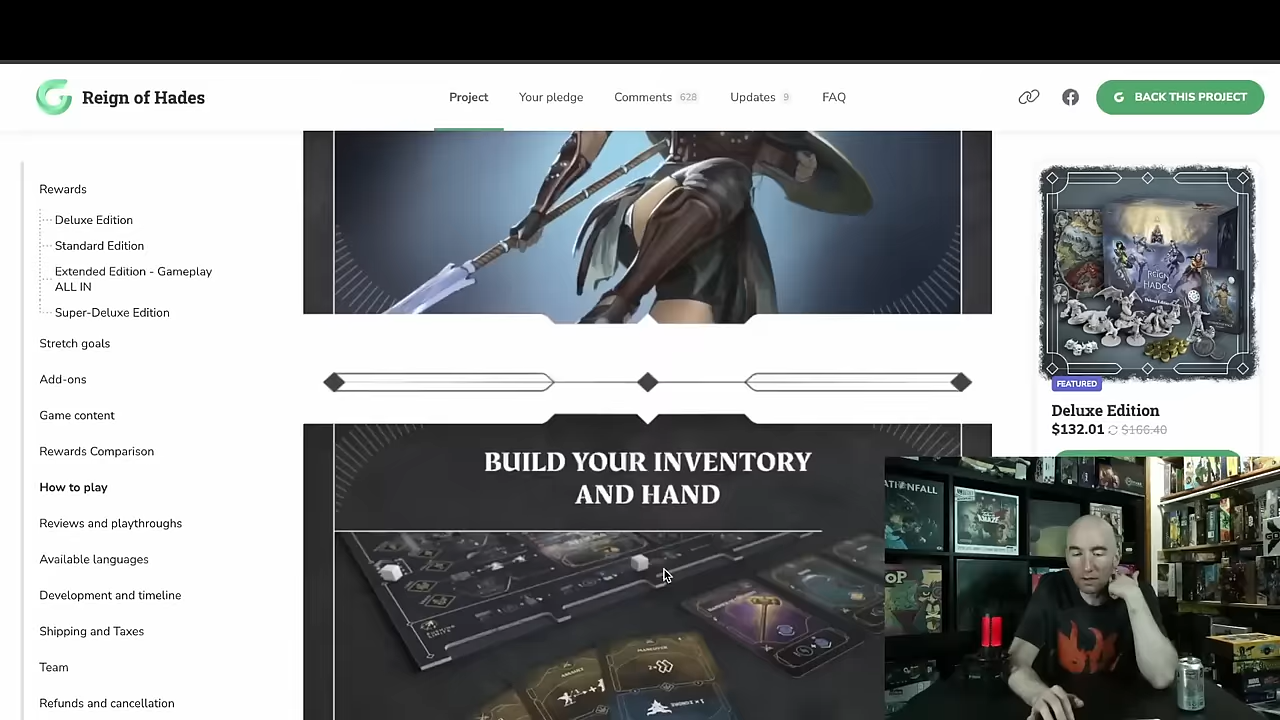 Reign of Hades
Project
Your pledge
Comments 628
Updates 9
FAQ
BACK THIS PROJECT
Rewards
Deluxe Edition
Standard Edition
Extended Edition - Gameplay
ALL IN
Super-Deluxe Edition
Stretch goals
Add-ons
Game content
Rewards Comparison
How to play
Reviews and playthroughs
Available languages
Development and timeline
Shipping and Taxes
Team
Refunds and cancellation
BUILD YOUR INVENTORY
AND HAND
REIGN
HADES
FEATURED
Deluxe Edition
$132.01 $166.40